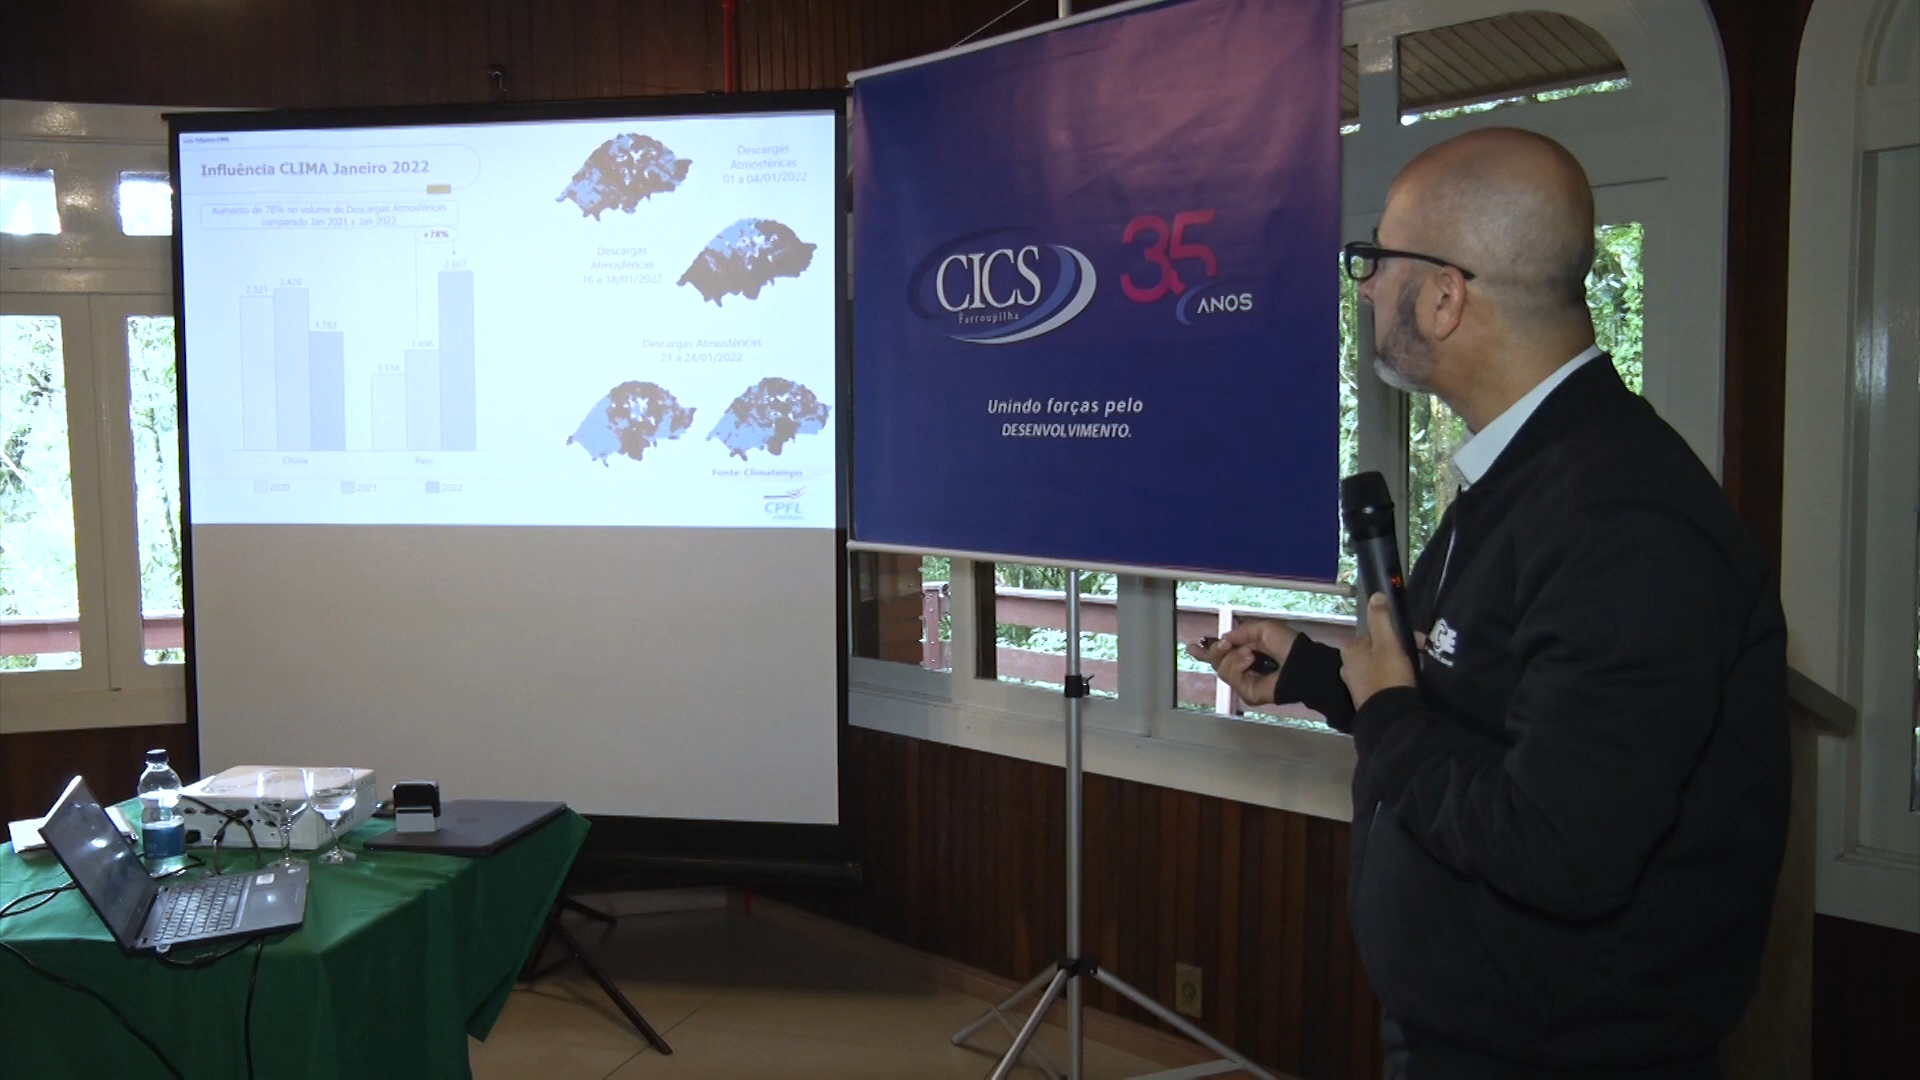 Influência CLIMA Janeiro 2022
Aumento de 78% no volume de Descargas Atmosféricas
comparado Jan 2021 x Jan 2022
+78%
2.321
2.428
1.703
1.134
1.496
2.667
Chuva
Raio
2020
2021
2022
Descargas
Atmosféricas
01 a 04/01/2022
Descargas
Atmosféricas
16 a 18/01/2022
Descargas Atmosféricas
21 a 24/01/2022
Fonte: Climatempo
CPFL
CICS
Farroupilha
35
ANOS
Unindo forças pelo
DESENVOLVIMENTO.